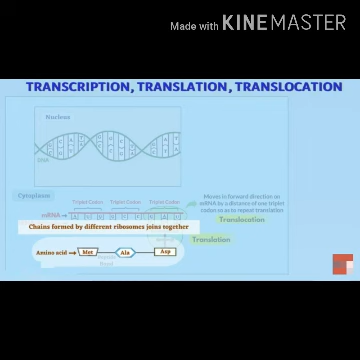 Made with KINEMASTER
TRANSCRIPTION, TRANSLATION, TRANSLOCATION
Nucleus
DNA
Cytoplasm
Triplet Codon Triplet Codon Triplet Codon
mRNA
Moves in forward direction on
mRNA by a distance of one triplet
codon so as to repeat translation
Translocation
Translation
Chains formed by different ribosomes joins together
Amino acid Met Ala Asp